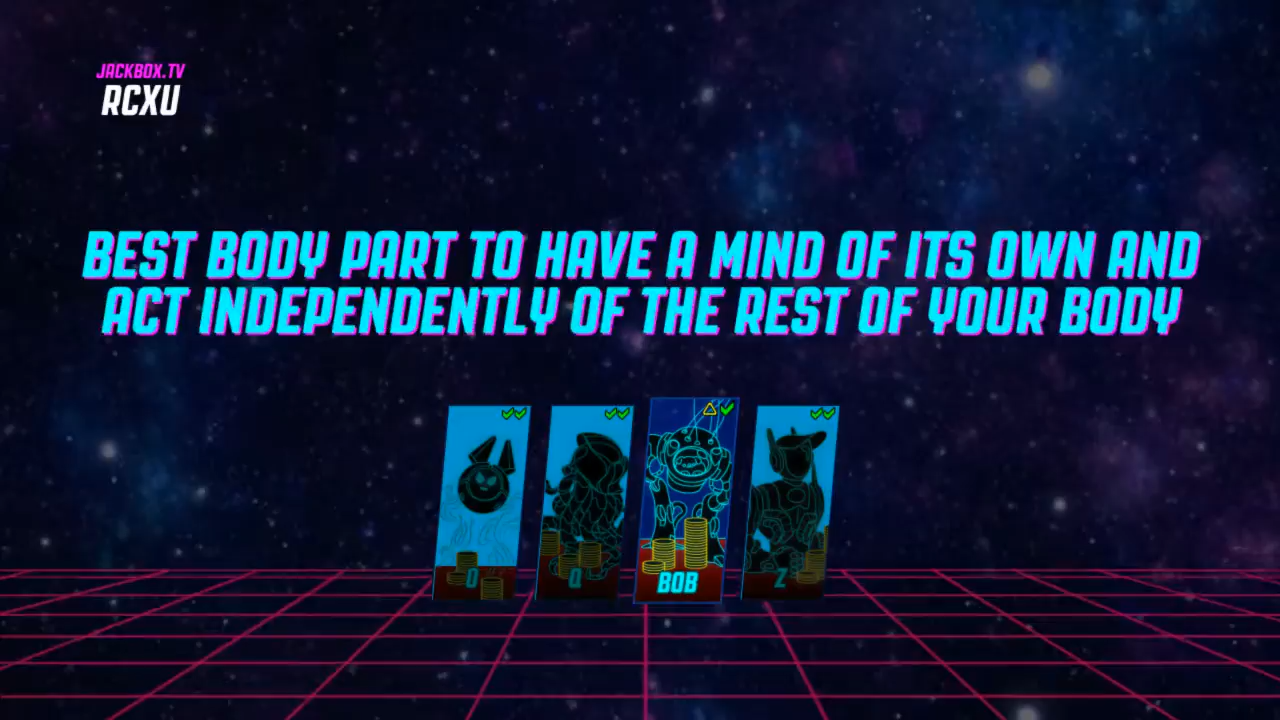 JACKBOX.TV
RCXU
BEST BODY PART TO HAVE A MIND OF ITS OWN AND
ACT INDEPENDENTLY OF THE REST OF YOUR BODY
O Q BOB Z